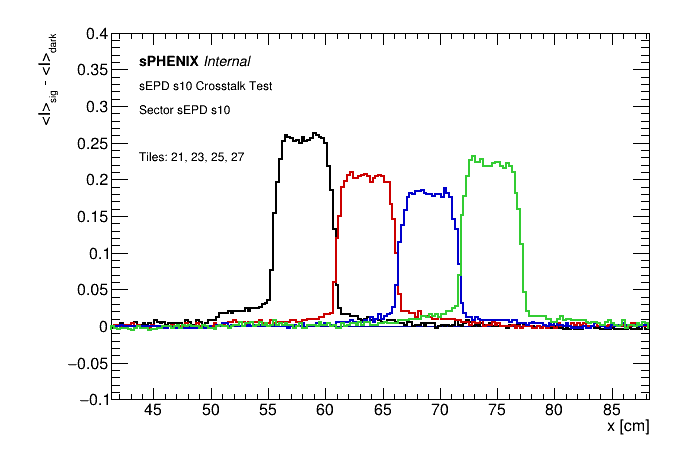 sPHENIX Internal
sEPD s10 Crosstalk Test
Sector sEPD s10
Tiles: 21, 23, 25, 27
<I>sig - <I>dark
0.4
0.35
0.3
0.25
0.2
0.15
0.1
0.05
0
−0.05
−0.1
45 50 55 60 65 70 75 80 85
x [cm]